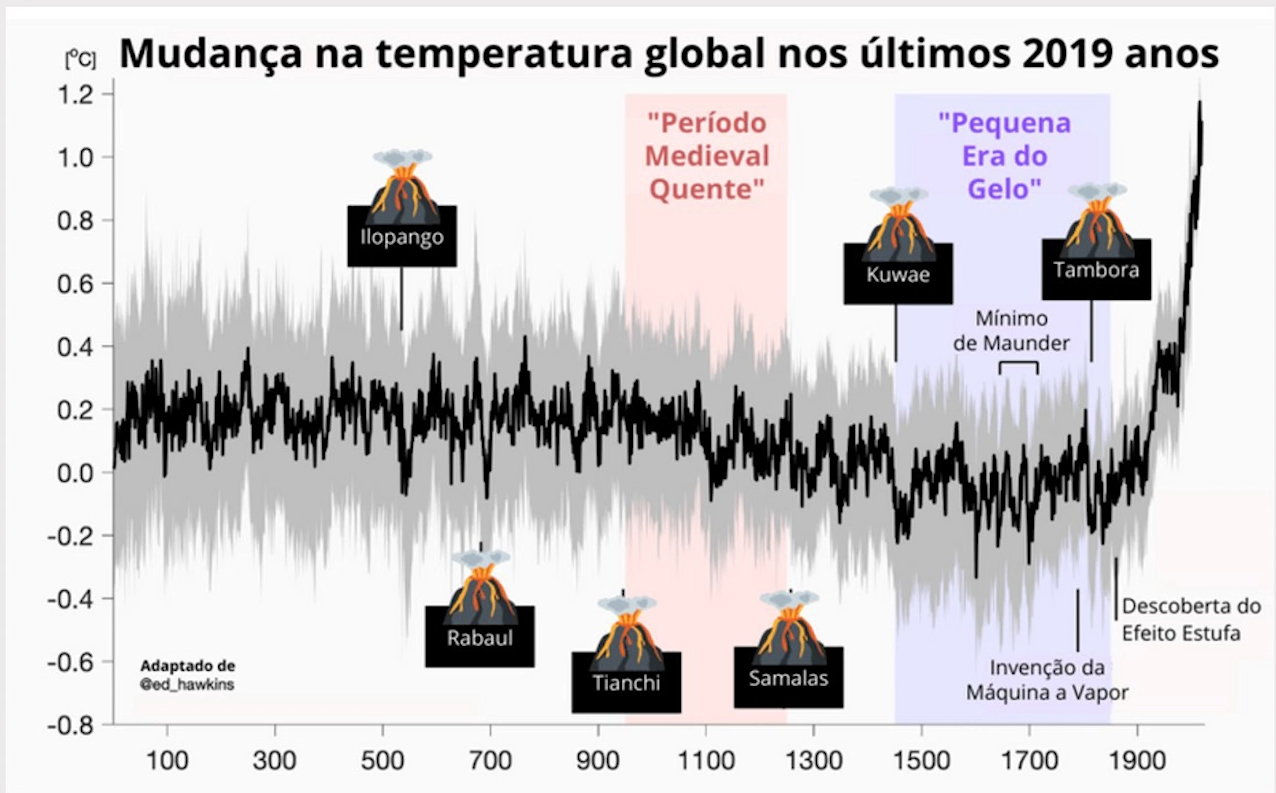 [ºC]
Mudança na temperatura global nos últimos 2019 anos
1.2
1.0
0.8
0.6
0.4
0.2
0.0
-0.2
-0.4
-0.6
-0.8
"Período
Medieval
Quente"
"Pequena
Era do
Gelo"
Ilopango
Kuwae
Tambora
Mínimo
de Maunder
Rabaul
Tianchi
Samalas
Descoberta do
Efeito Estufa
Invenção da
Máquina a Vapor
Adaptado de
@ed_hawkins
100 300 500 700 900 1100 1300 1500 1700 1900